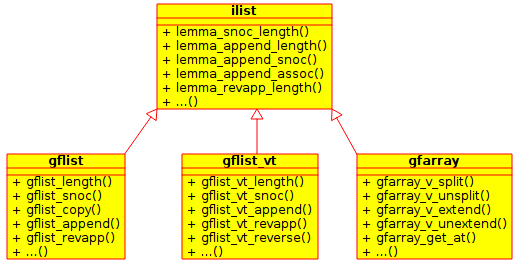 ilist
+ lemma_snoc_length()
+ lemma_append_length()
+ lemma_append_snoc()
+ lemma_append_assoc()
+ lemma_revapp_length()
+ ...()
gflist
+ gflist_length()
+ gflist_snoc()
+ gflist_copy()
+ gflist_append()
+ gflist_revapp()
+ ...()
gflist_vt
+ gflist_vt_length()
+ gflist_vt_snoc()
+ gflist_vt_append()
+ gflist_vt_revapp()
+ gflist_vt_reverse()
+ ...()
gfarray
+ gfarray_v_split()
+ gfarray_v_unsplit()
+ gfarray_v_extend()
+ gfarray_v_unextend()
+ gfarray_get_at()
+ ...()